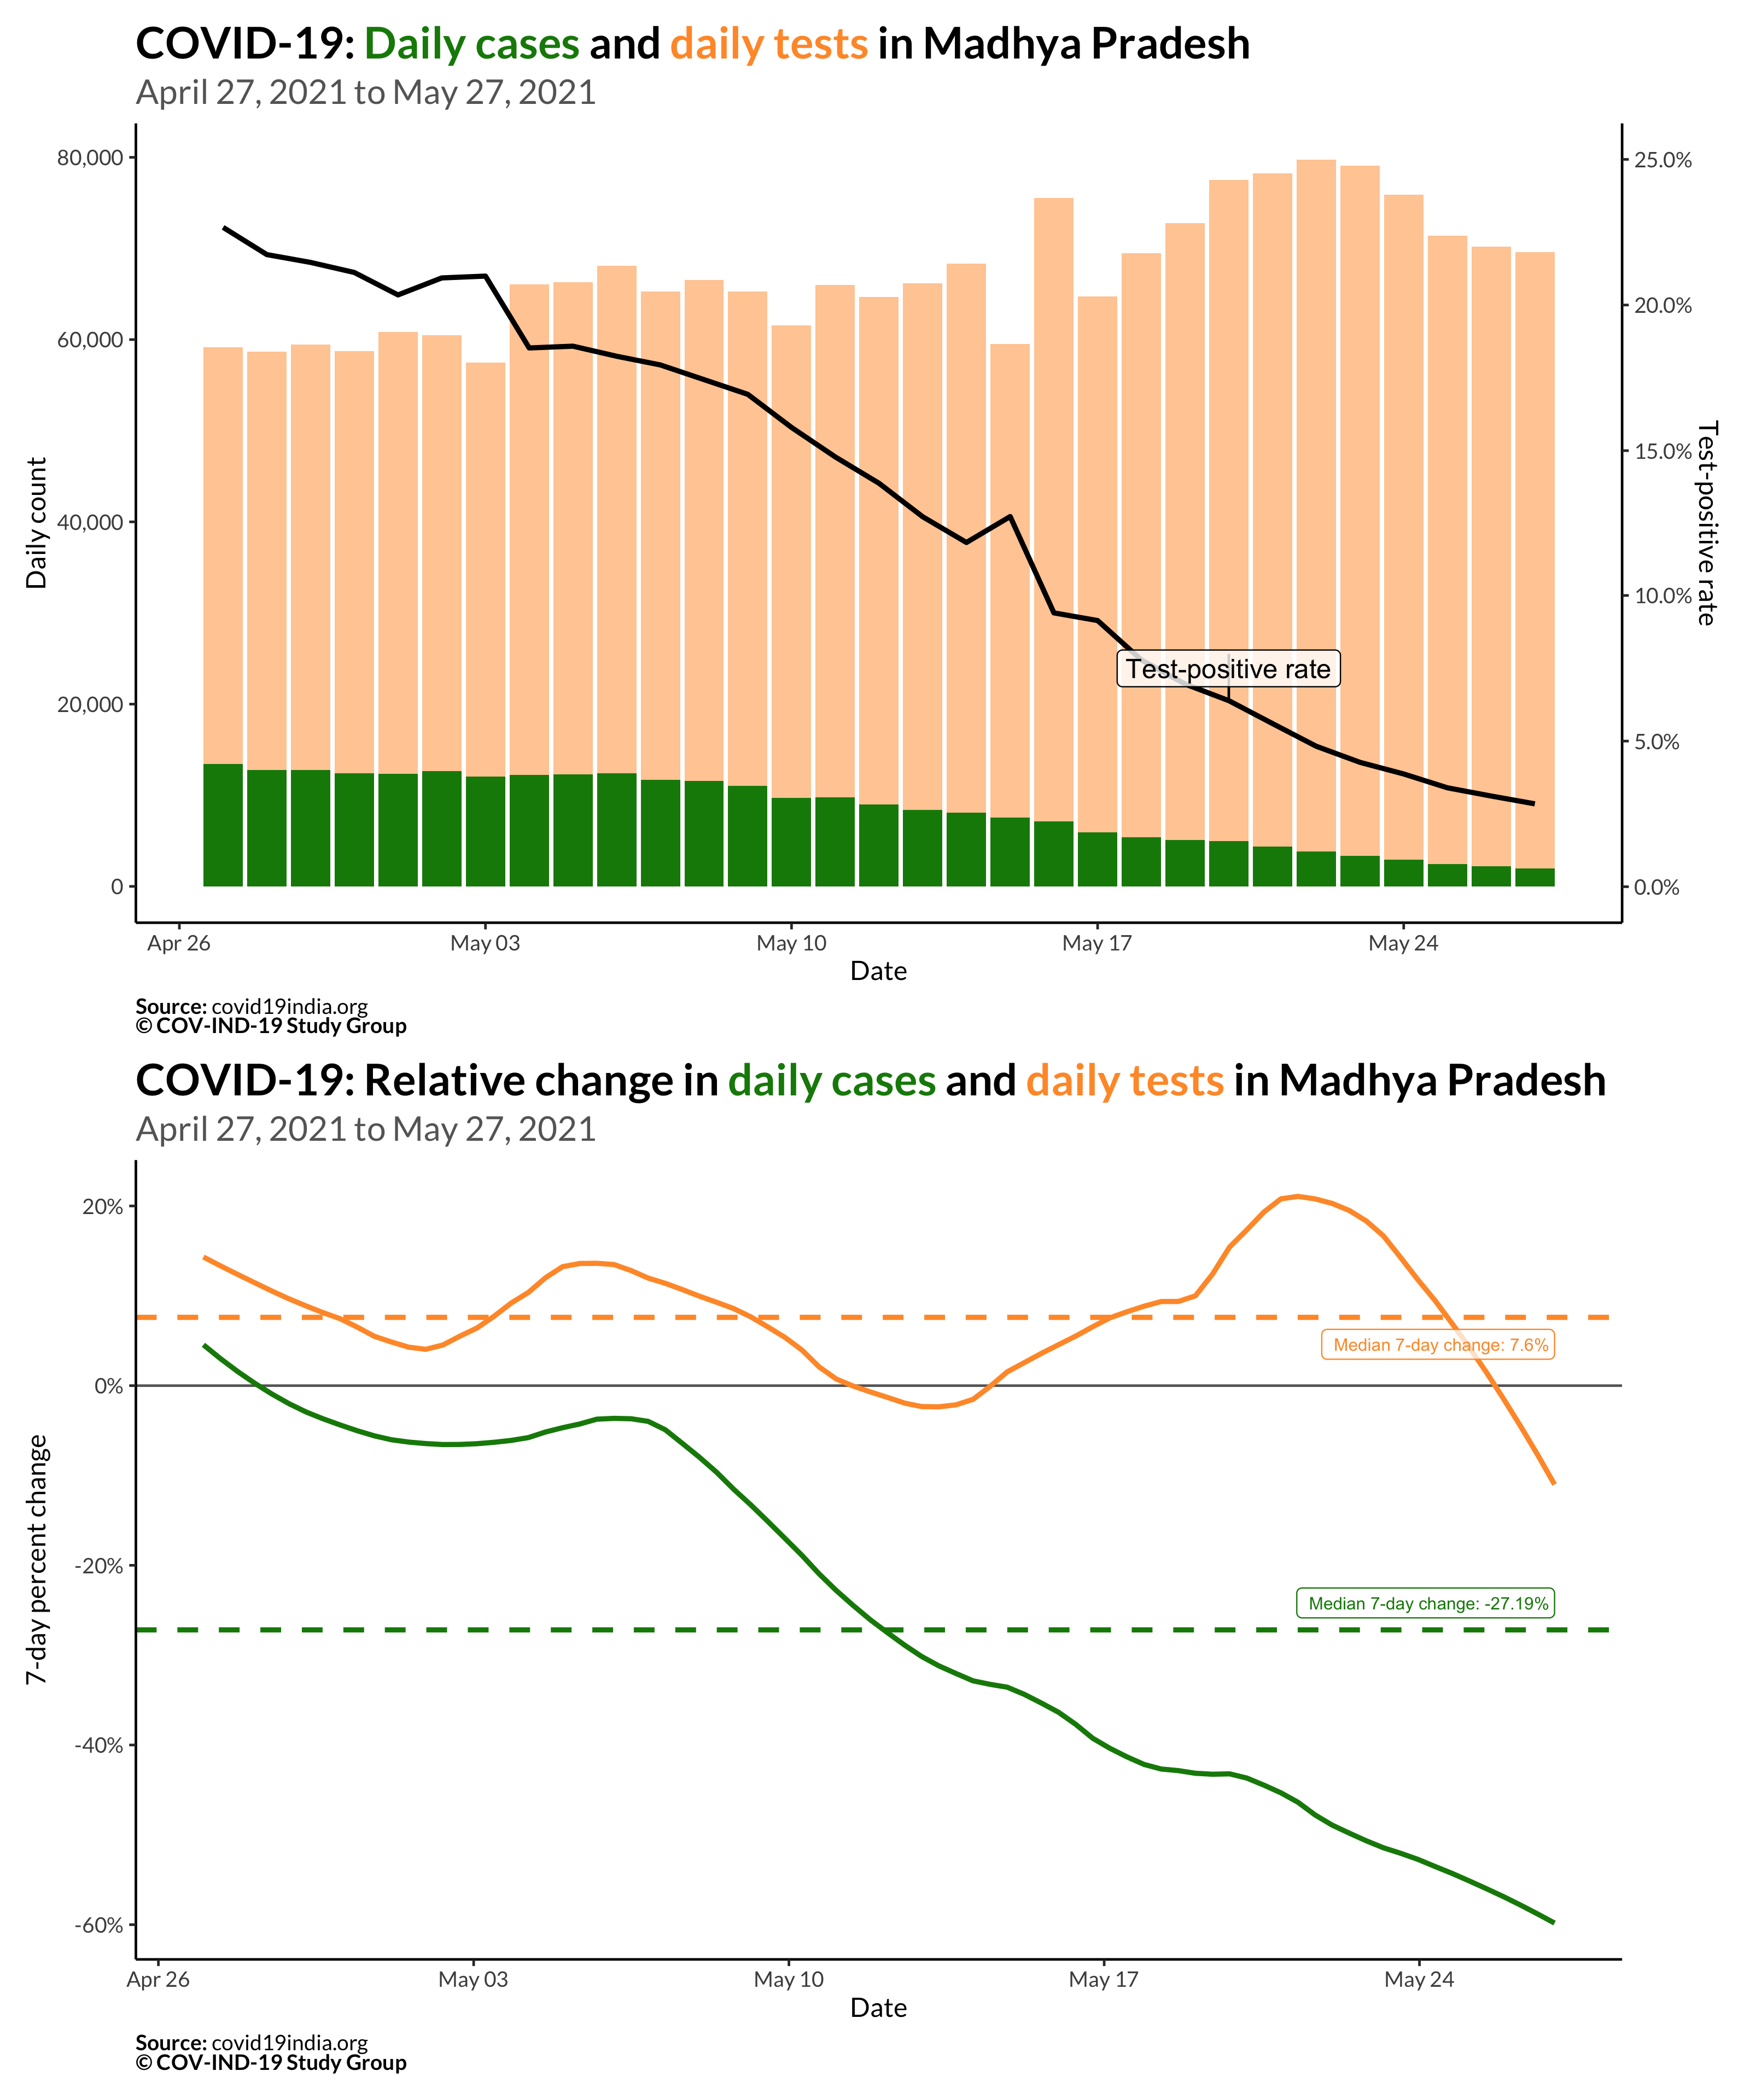 COVID-19: Daily cases and daily tests in Madhya Pradesh
April 27, 2021 to May 27, 2021
80,000
60,000
40,000
20,000
0
Daily count
25.0%
20.0%
15.0%
10.0%
5.0%
0.0%
Test-positive rate
Test-positive rate
Apr 26
May 03
May 10
May 17
May 24
Date
Source: covid19india.org
© COV-IND-19 Study Group
COVID-19: Relative change in daily cases and daily tests in Madhya Pradesh
April 27, 2021 to May 27, 2021
20%
0%
-20%
-40%
-60%
7-day percent change
Median 7-day change: 7.6%
Median 7-day change: -27.19%
Apr 26
May 03
May 10
May 17
May 24
Date
Source: covid19india.org
© COV-IND-19 Study Group